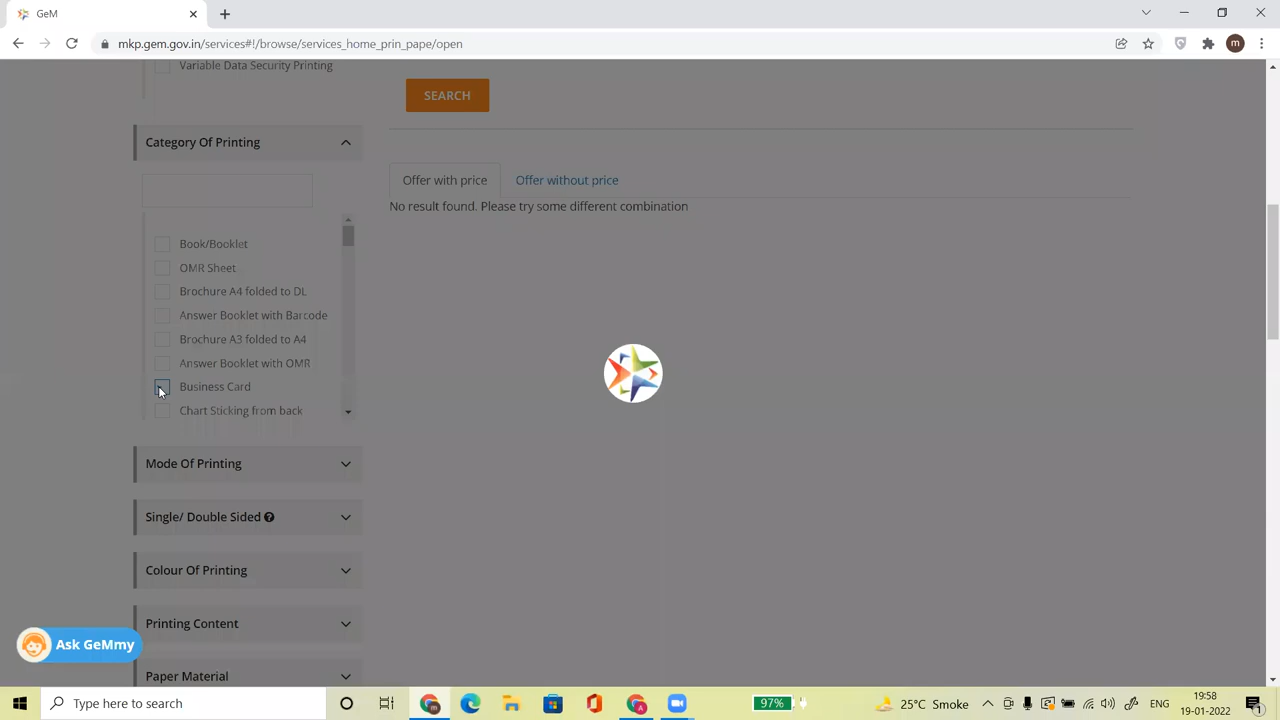 GeM
mkp.gem.gov.in/services#!/browse/services_home_prin_pape/open
m
Variable Data Security Printing
SEARCH
Category Of Printing
Offer with price
Offer without price
No result found. Please try some different combination
Book/Booklet
OMR Sheet
Brochure A4 folded to DL
Answer Booklet with Barcode
Brochure A3 folded to A4
Answer Booklet with OMR
Business Card
Chart Sticking from back
Mode Of Printing
Single/ Double Sided
Colour Of Printing
Printing Content
Ask GeMmy
Paper Material
Type here to search
97%
25°C Smoke
ENG
19:58
19-01-2022
1